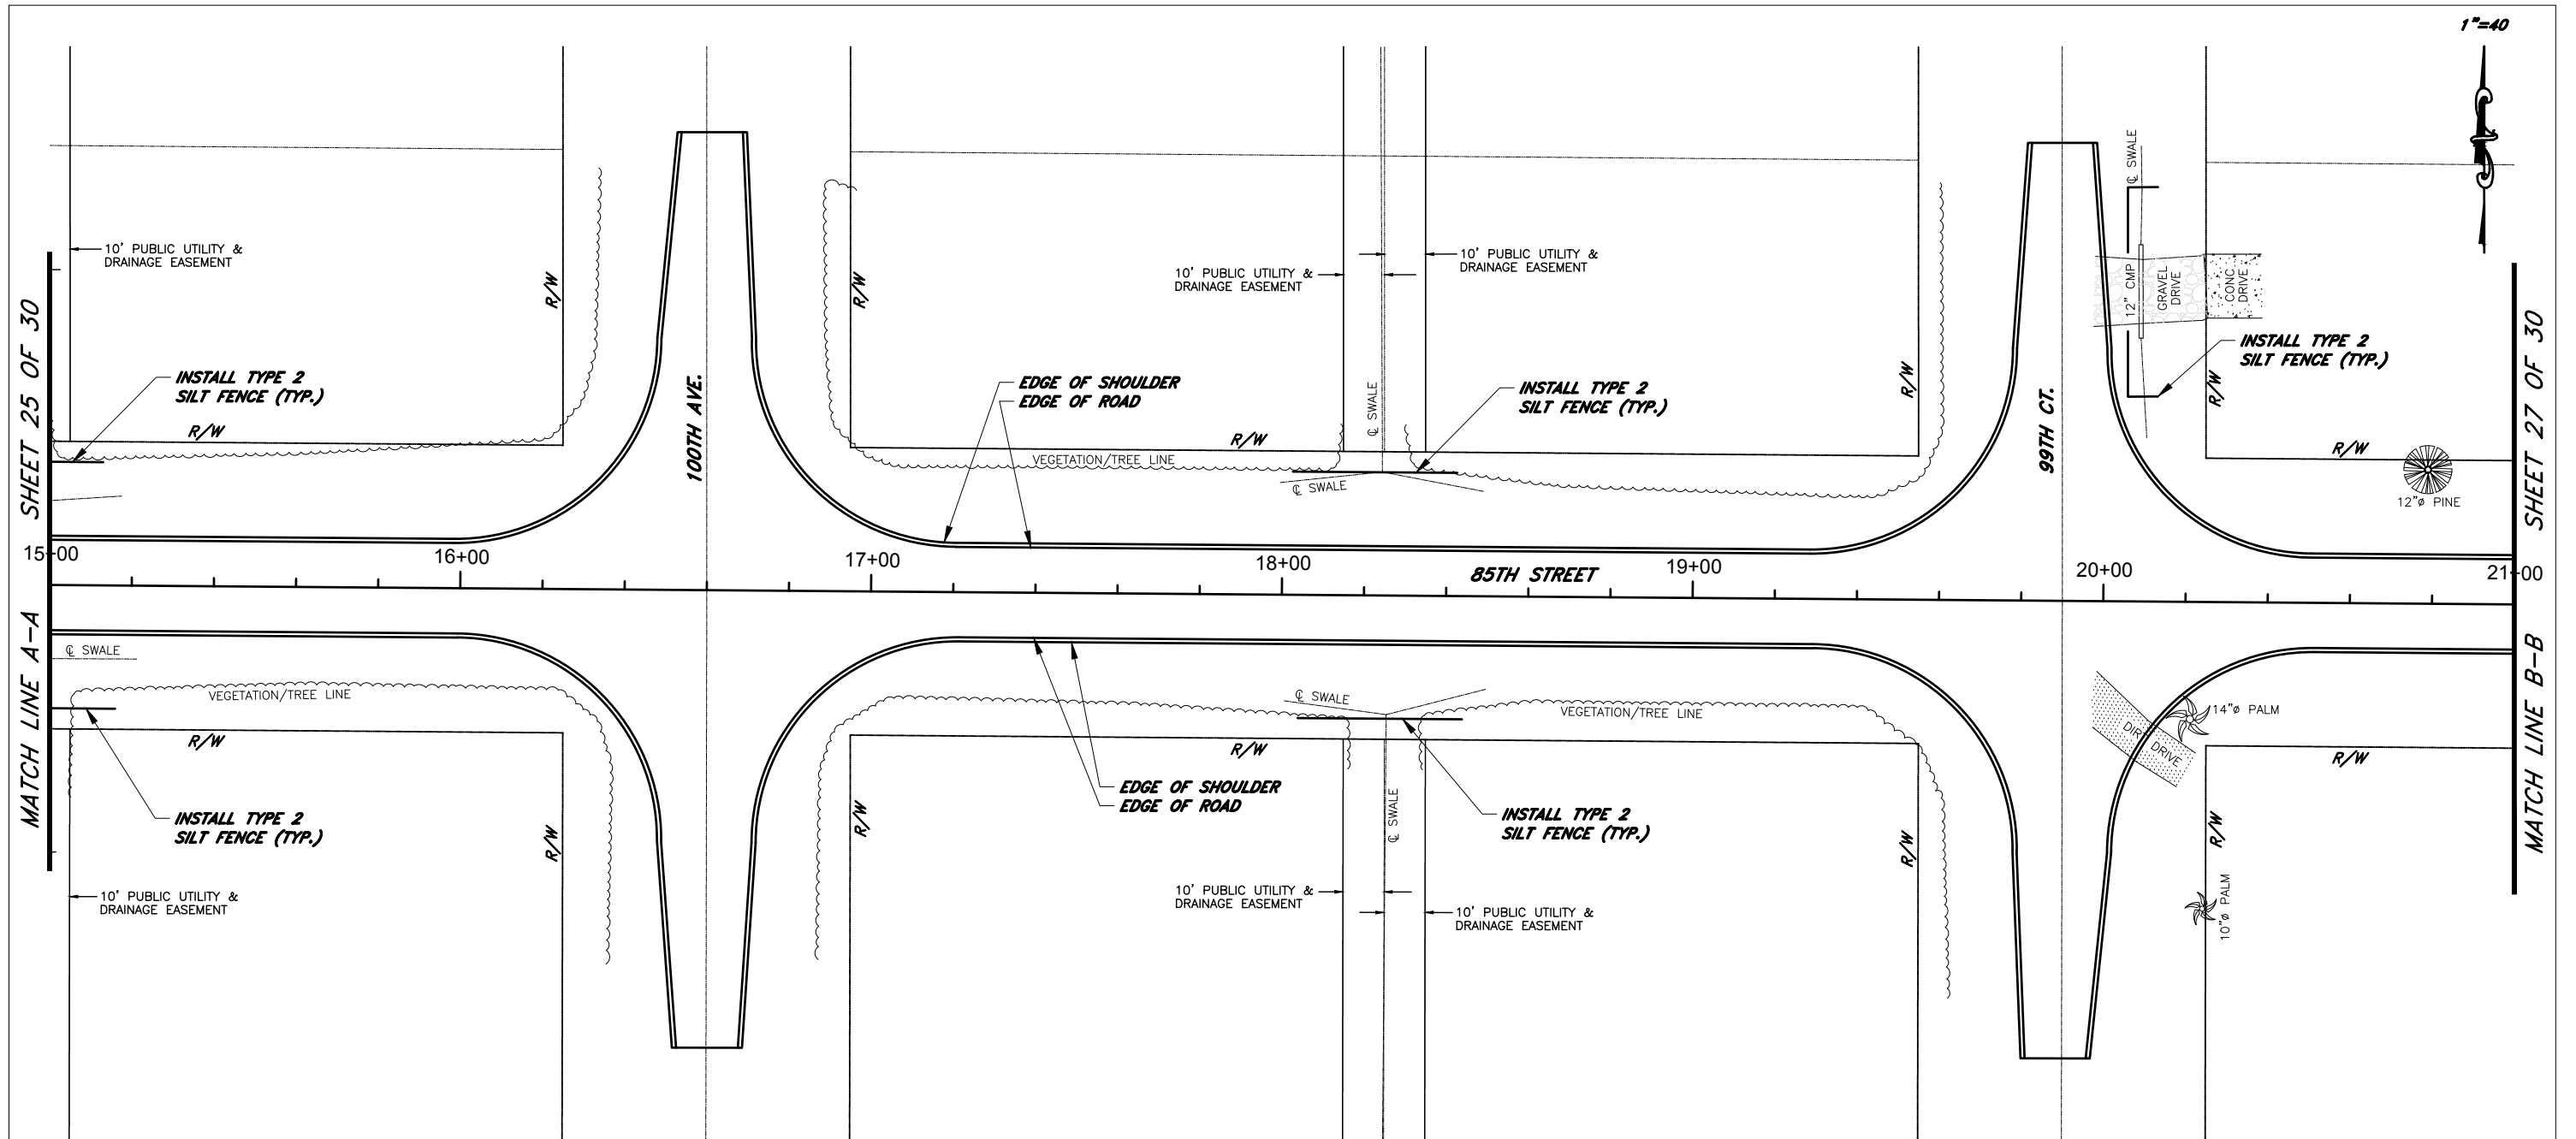 1"=40
SHEET 25 OF 30
MATCH LINE A-A
10' PUBLIC UTILITY &
DRAINAGE EASEMENT
R/W
R/W
10' PUBLIC UTILITY &
DRAINAGE EASEMENT
10' PUBLIC UTILITY &
DRAINAGE EASEMENT
℄ SWALE
12" CMP
GRAVEL
DRIVE
CONC
DRIVE
INSTALL TYPE 2
SILT FENCE (TYP.)
INSTALL TYPE 2
SILT FENCE (TYP.)
R/W
100TH AVE.
EDGE OF SHOULDER
EDGE OF ROAD
℄ SWALE
INSTALL TYPE 2
SILT FENCE (TYP.)
R/W
99TH CT.
R/W
R/W
VEGETATION/TREE LINE
R/W
℄ SWALE
R/W
12"ø PINE
15+00
16+00
17+00
18+00
85TH STREET
19+00
20+00
21+00
℄ SWALE
VEGETATION/TREE LINE
R/W
℄ SWALE
VEGETATION/TREE LINE
R/W
14"ø PALM
DIRT DRIVE
R/W
EDGE OF SHOULDER
EDGE OF ROAD
INSTALL TYPE 2
SILT FENCE (TYP.)
R/W
R/W
℄ SWALE
INSTALL TYPE 2
SILT FENCE (TYP.)
R/W
R/W
10' PUBLIC UTILITY &
DRAINAGE EASEMENT
10' PUBLIC UTILITY &
DRAINAGE EASEMENT
10' PUBLIC UTILITY &
DRAINAGE EASEMENT
10"ø PALM
SHEET 27 OF 30
MATCH LINE B-B